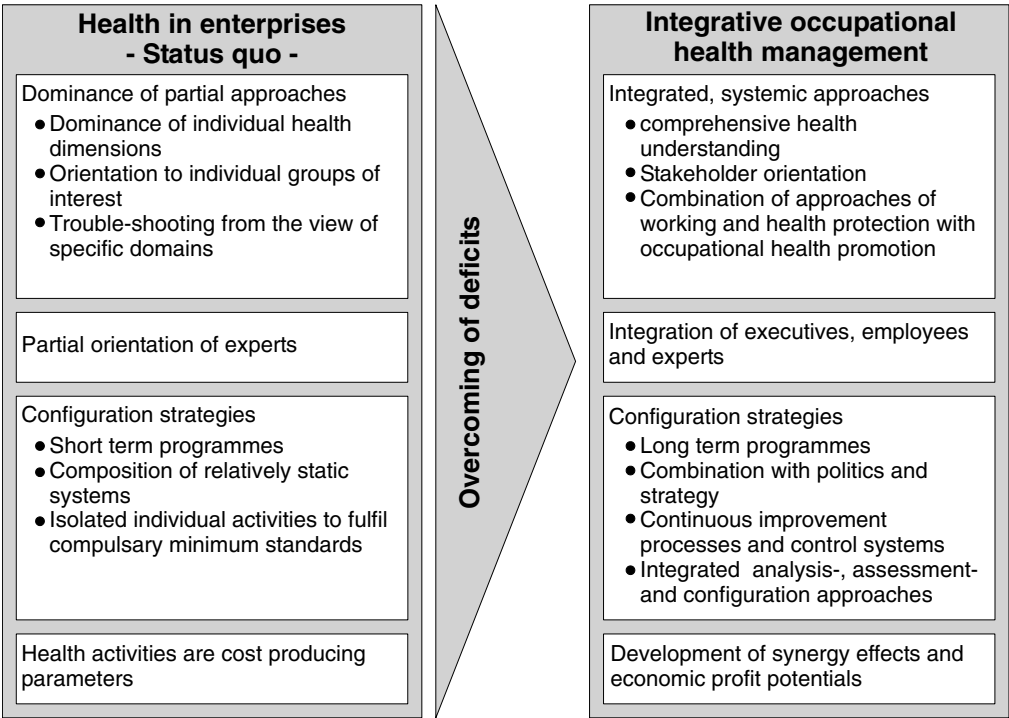 Health in enterprises
- Status quo -
Dominance of partial approaches
● Dominance of individual health
dimensions
● Orientation to individual groups of
interest
● Trouble-shooting from the view of
specific domains
Partial orientation of experts
Configuration strategies
● Short term programmes
● Composition of relatively static
systems
● Isolated individual activities to fulfil
compulsary minimum standards
Health activities are cost producing
parameters
Overcoming of deficits
Integrative occupational
health management
Integrated, systemic approaches
● comprehensive health
understanding
● Stakeholder orientation
● Combination of approaches of
working and health protection with
occupational health promotion
Integration of executives, employees
and experts
Configuration strategies
● Long term programmes
● Combination with politics and
strategy
● Continuous improvement
processes and control systems
● Integrated analysis-, assessment-
and configuration approaches
Development of synergy effects and
economic profit potentials